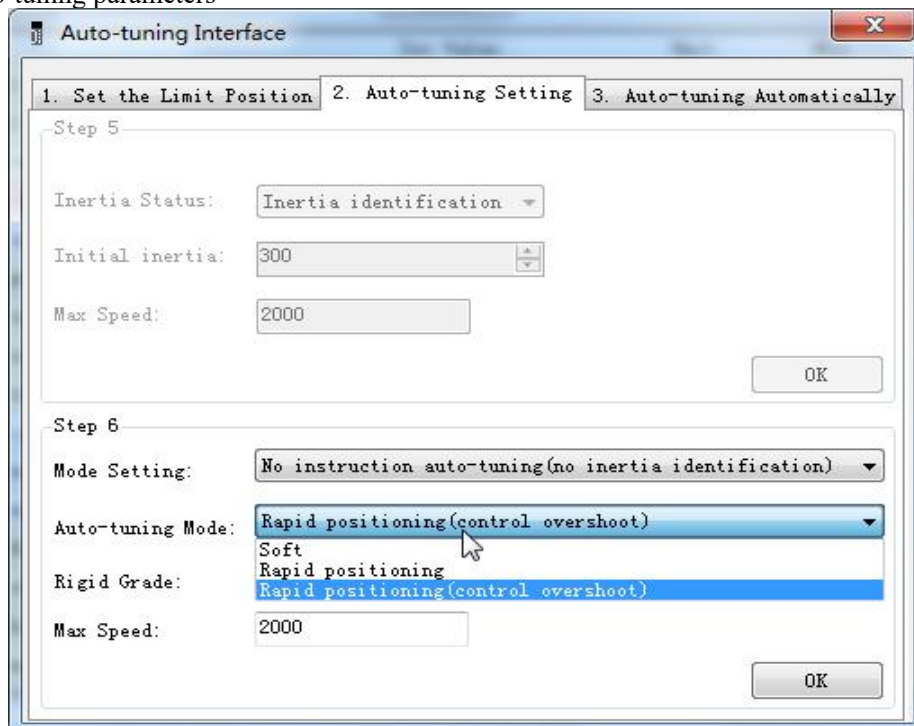 tuning parameters
Auto-tuning Interface
1. Set the Limit Position 2. Auto-tuning Setting 3. Auto-tuning Automatically
Step 5
Inertia Status: Inertia identification
Initial inertia: 300
Max Speed: 2000
OK
Step 6
Mode Setting: No instruction auto-tuning(no inertia identification)
Auto-tuning Mode: Rapid positioning(control overshoot)
Soft
Rapid positioning
Rigid Grade: Rapid positioning(control overshoot)
Max Speed: 2000
OK